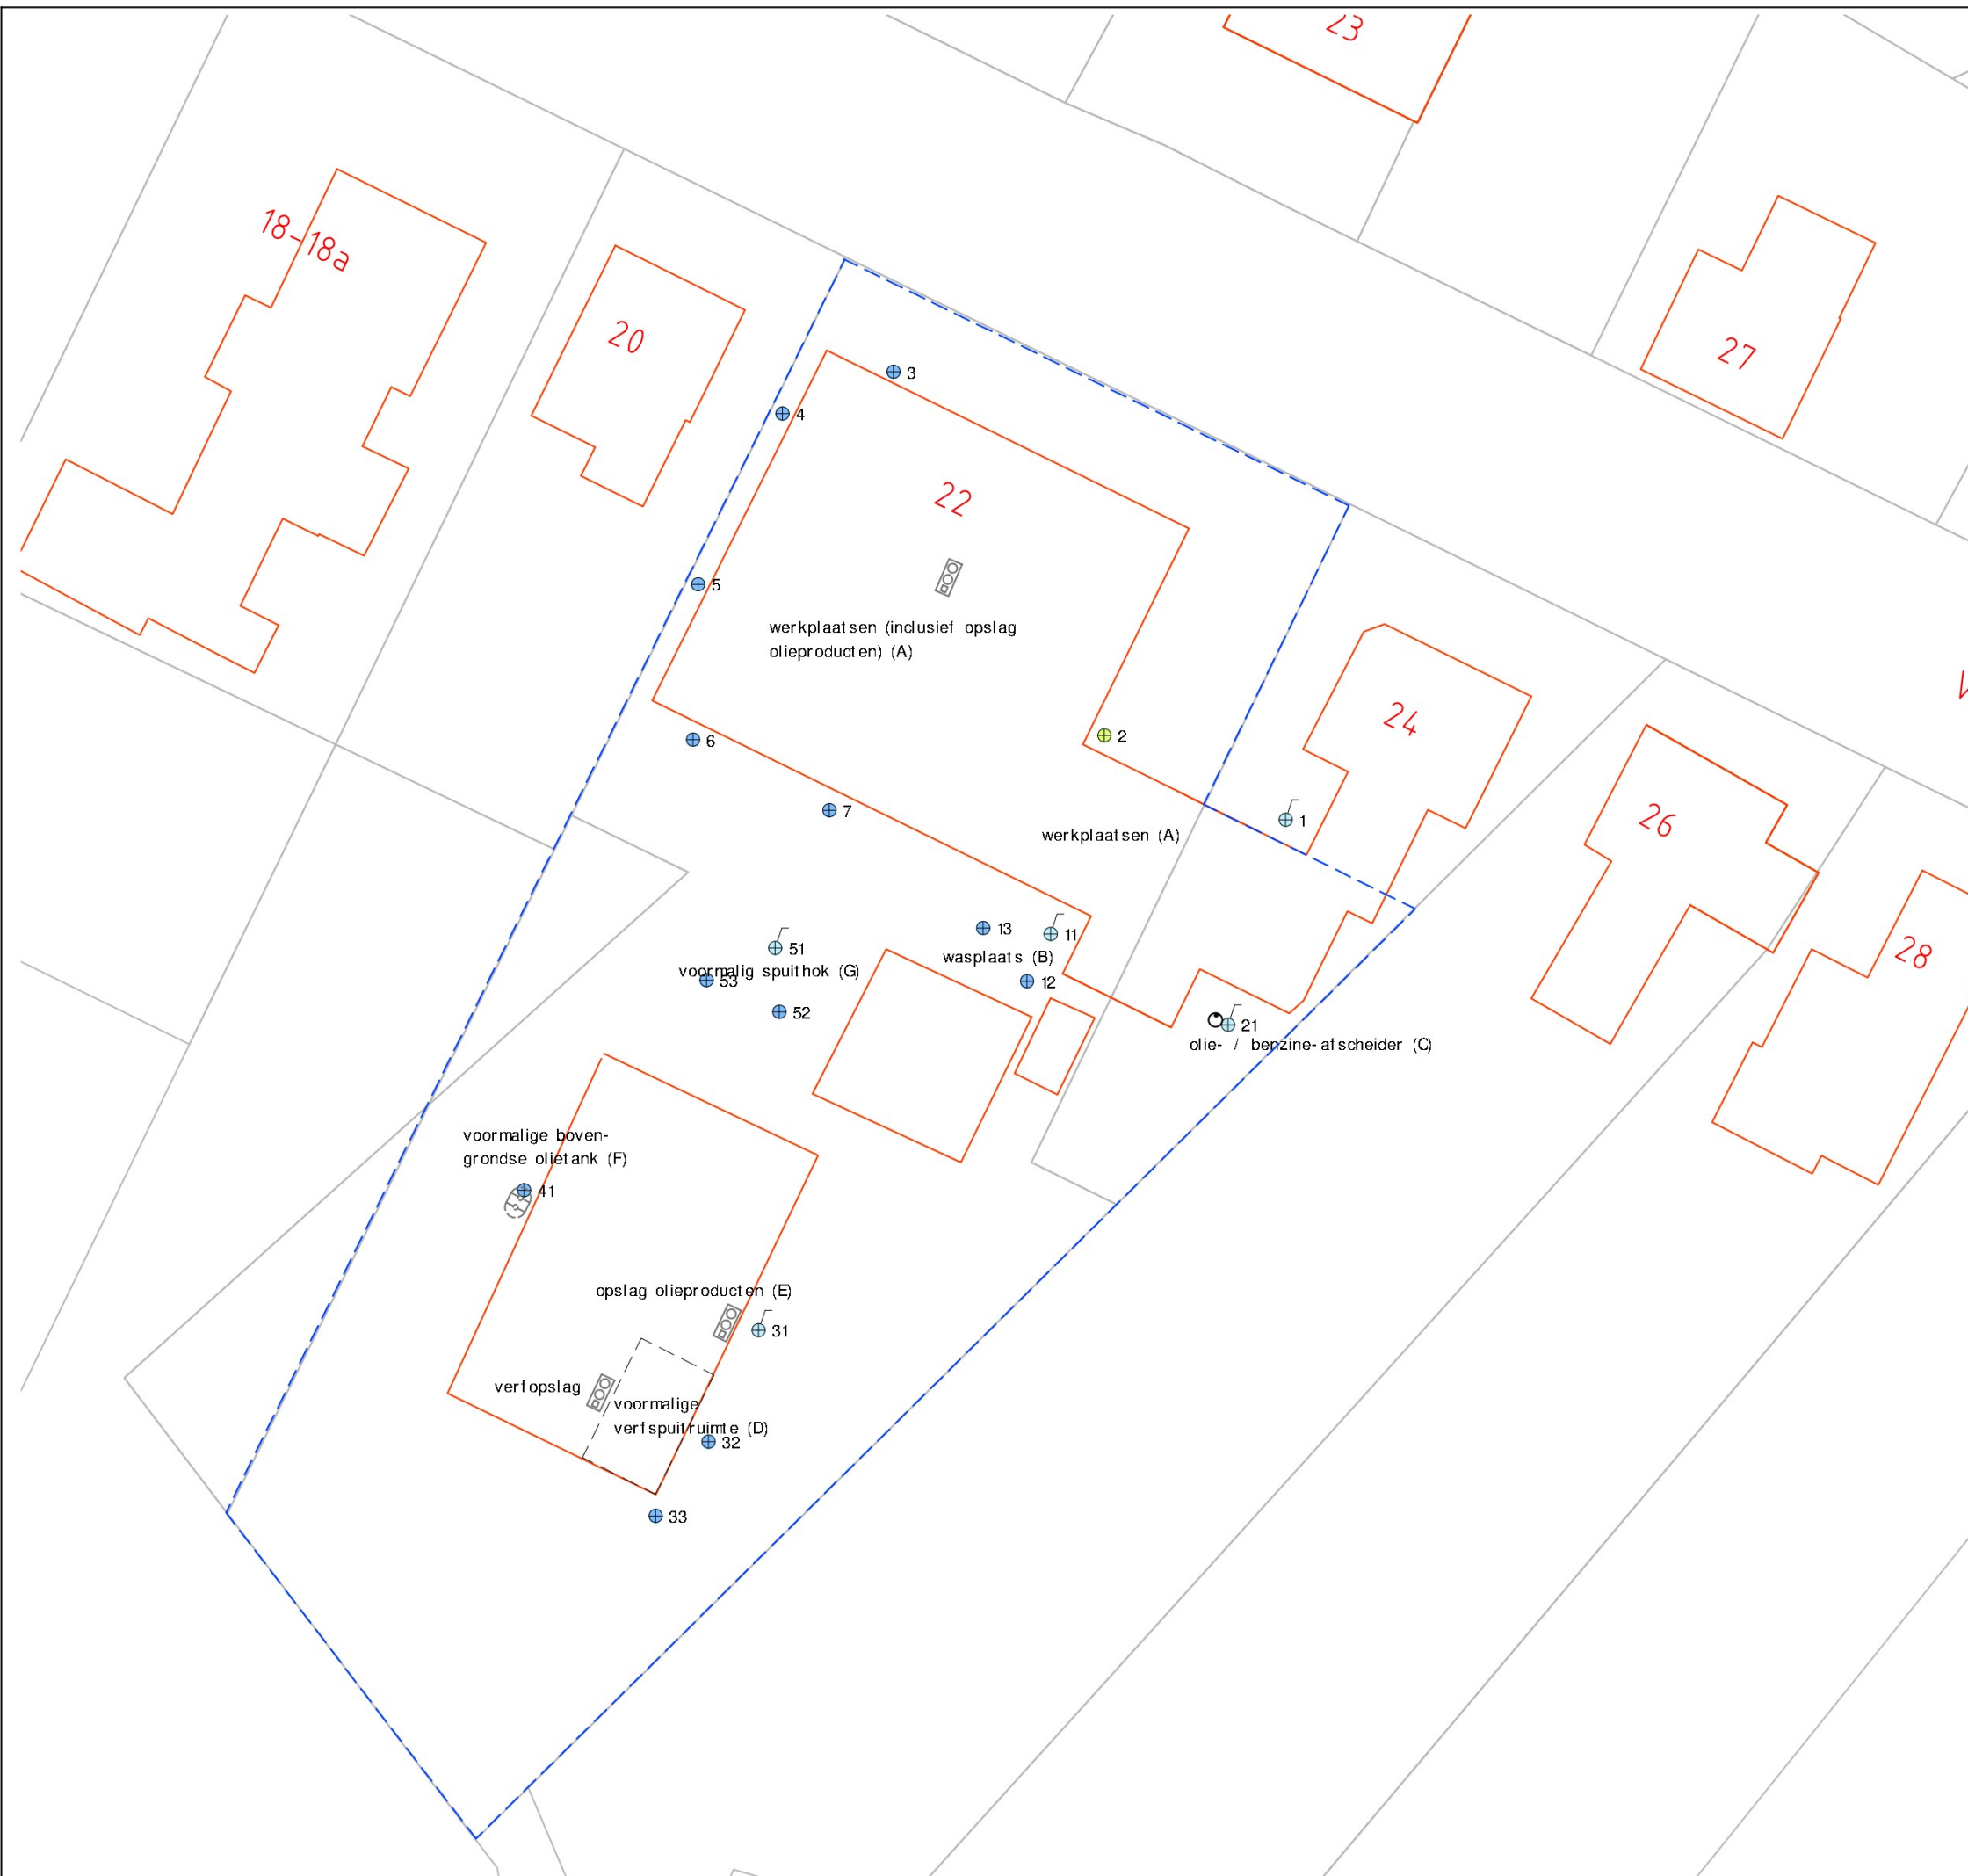 23
18-18a
20
27
3
4
22
5
werkplaatsen (inclusief opslag
olieproducten) (A)
24
2
6
7
1
werkplaatsen (A)
26
13
11
51
wasplaats (B)
28
voormalig spuithok (G)
53
12
52
21
olie- / benzine-afscheider (C)
voormalige boven-
grondse olietank (F)
41
opslag olieproducten (E)
31
verfopslag
voormalige
verfspuitruimte (D)
32
33